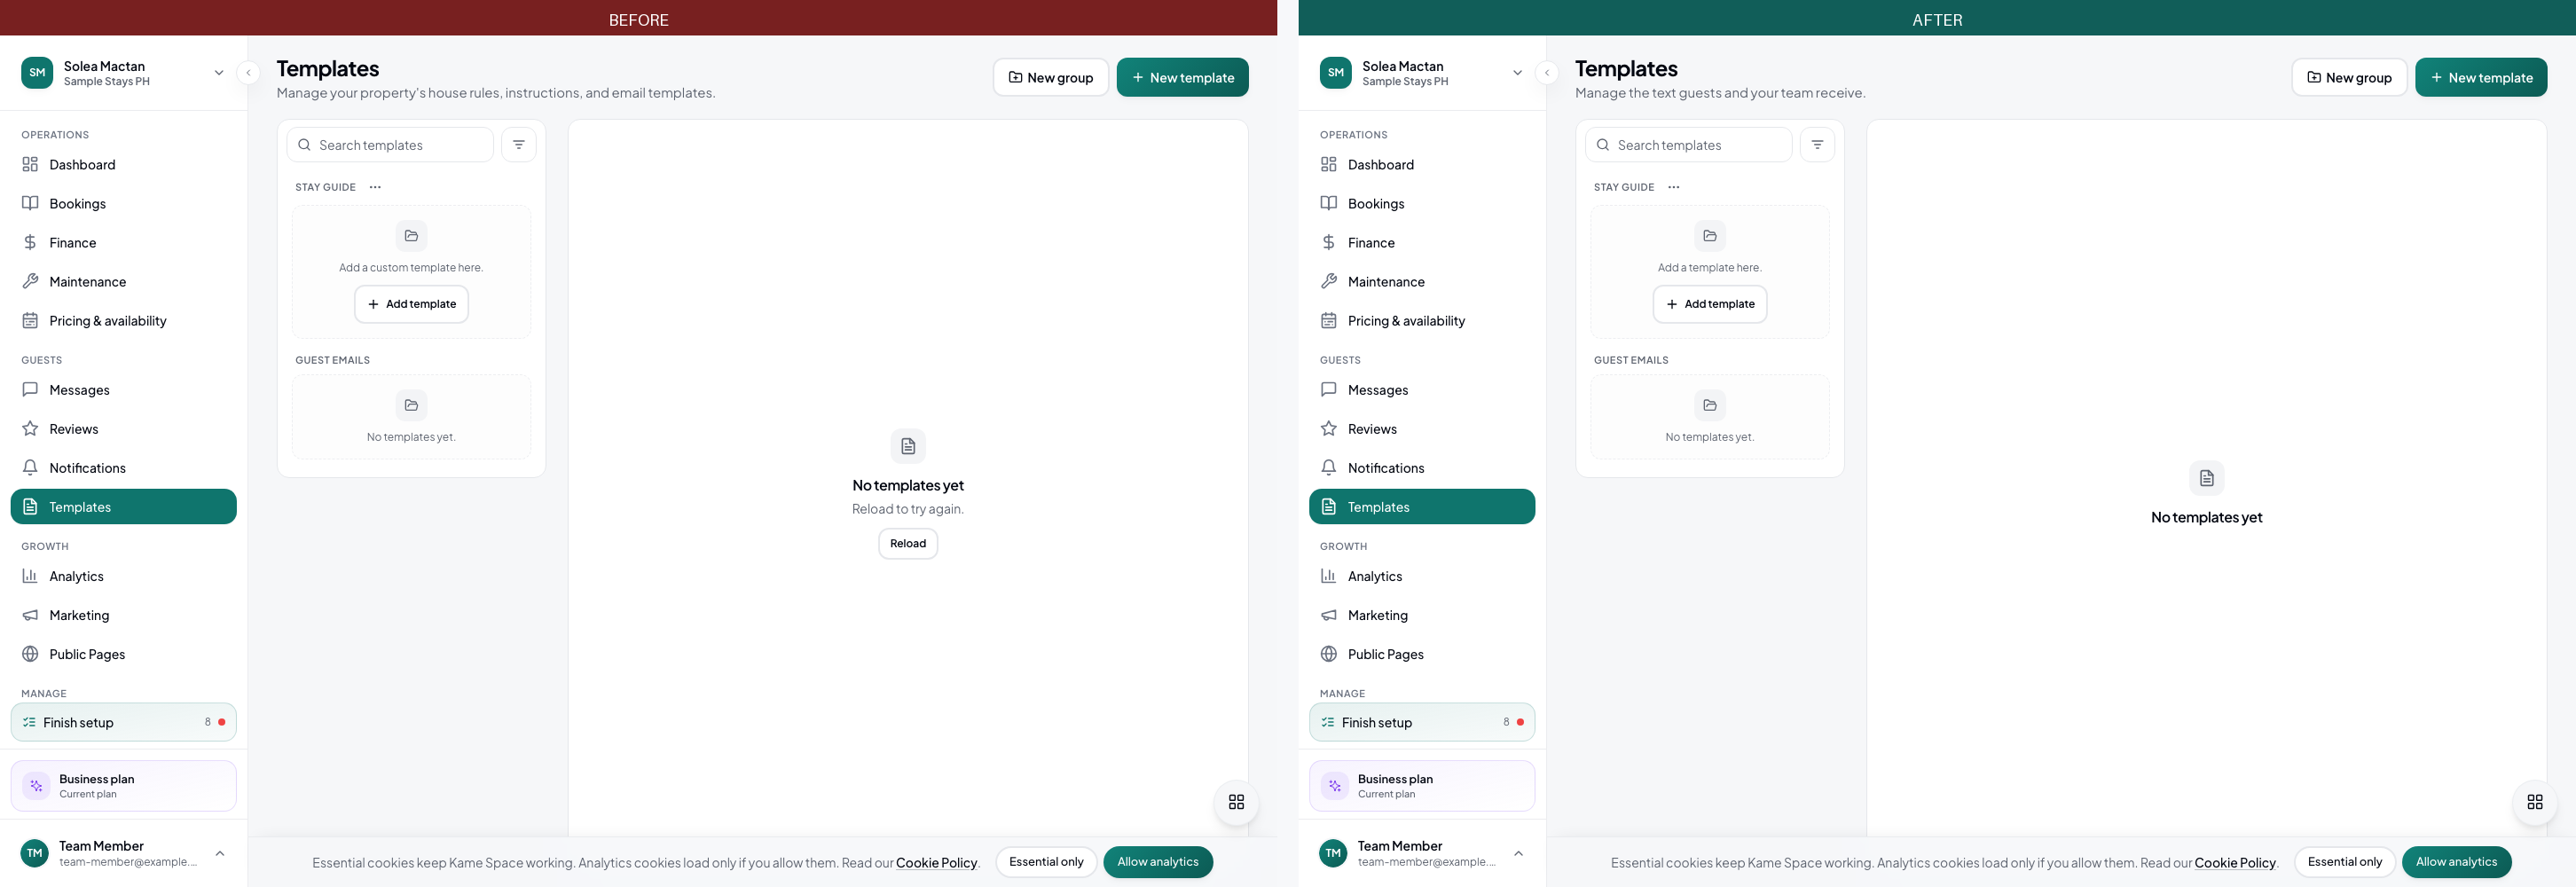 BEFORE
SM
Solea Mactan
Sample Stays PH
OPERATIONS
Dashboard
Bookings
Finance
Maintenance
Pricing & availability
GUESTS
Messages
Reviews
Notifications
Templates
GROWTH
Analytics
Marketing
Public Pages
MANAGE
Finish setup 8
Business plan
Current plan
TM
Team Member
team-member@example....
Templates
Manage your property's house rules, instructions, and email templates.
New group
New template
Search templates
STAY GUIDE
Add a custom template here.
Add template
GUEST EMAILS
No templates yet.
No templates yet
Reload to try again.
Reload
Essential cookies keep Kame Space working. Analytics cookies load only if you allow them. Read our Cookie Policy.
Essential only
Allow analytics
AFTER
SM
Solea Mactan
Sample Stays PH
OPERATIONS
Dashboard
Bookings
Finance
Maintenance
Pricing & availability
GUESTS
Messages
Reviews
Notifications
Templates
GROWTH
Analytics
Marketing
Public Pages
MANAGE
Finish setup 8
Business plan
Current plan
TM
Team Member
team-member@example....
Templates
Manage the text guests and your team receive.
New group
New template
Search templates
STAY GUIDE
Add a template here.
Add template
GUEST EMAILS
No templates yet.
No templates yet
Essential cookies keep Kame Space working. Analytics cookies load only if you allow them. Read our Cookie Policy.
Essential only
Allow analytics